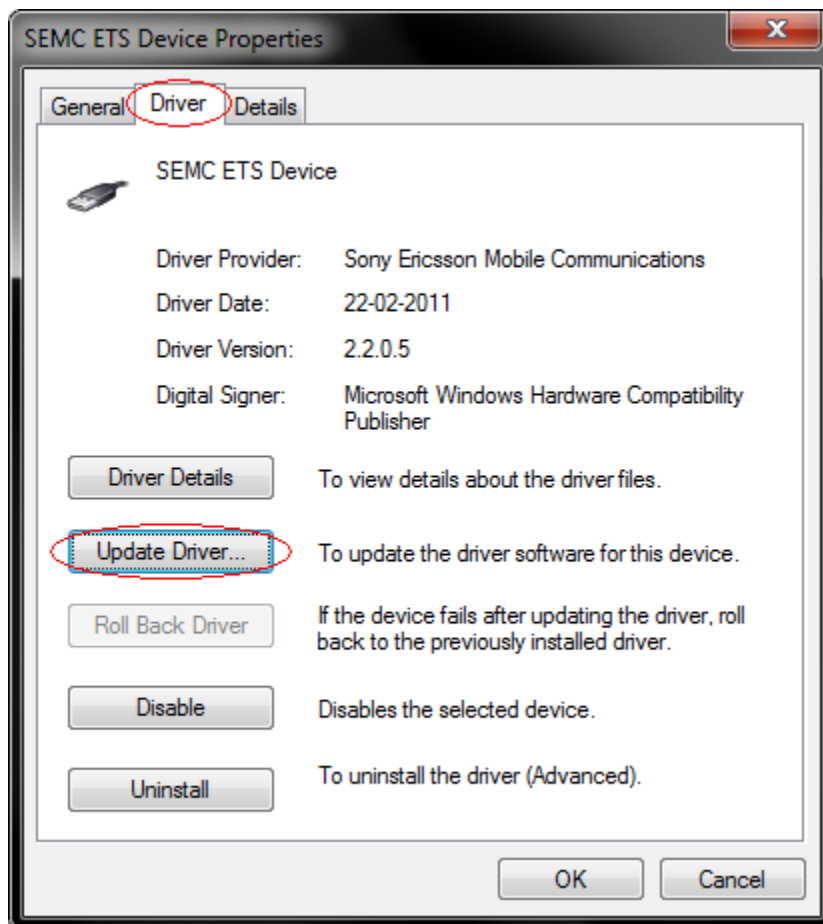 SEMC ETS Device Properties
General Driver Details
SEMC ETS Device
Driver Provider: Sony Ericsson Mobile Communications
Driver Date: 22-02-2011
Driver Version: 2.2.0.5
Digital Signer: Microsoft Windows Hardware Compatibility
Publisher
Driver Details To view details about the driver files.
Update Driver... To update the driver software for this device.
Roll Back Driver If the device fails after updating the driver, roll
back to the previously installed driver.
Disable Disables the selected device.
Uninstall To uninstall the driver (Advanced).
OK Cancel